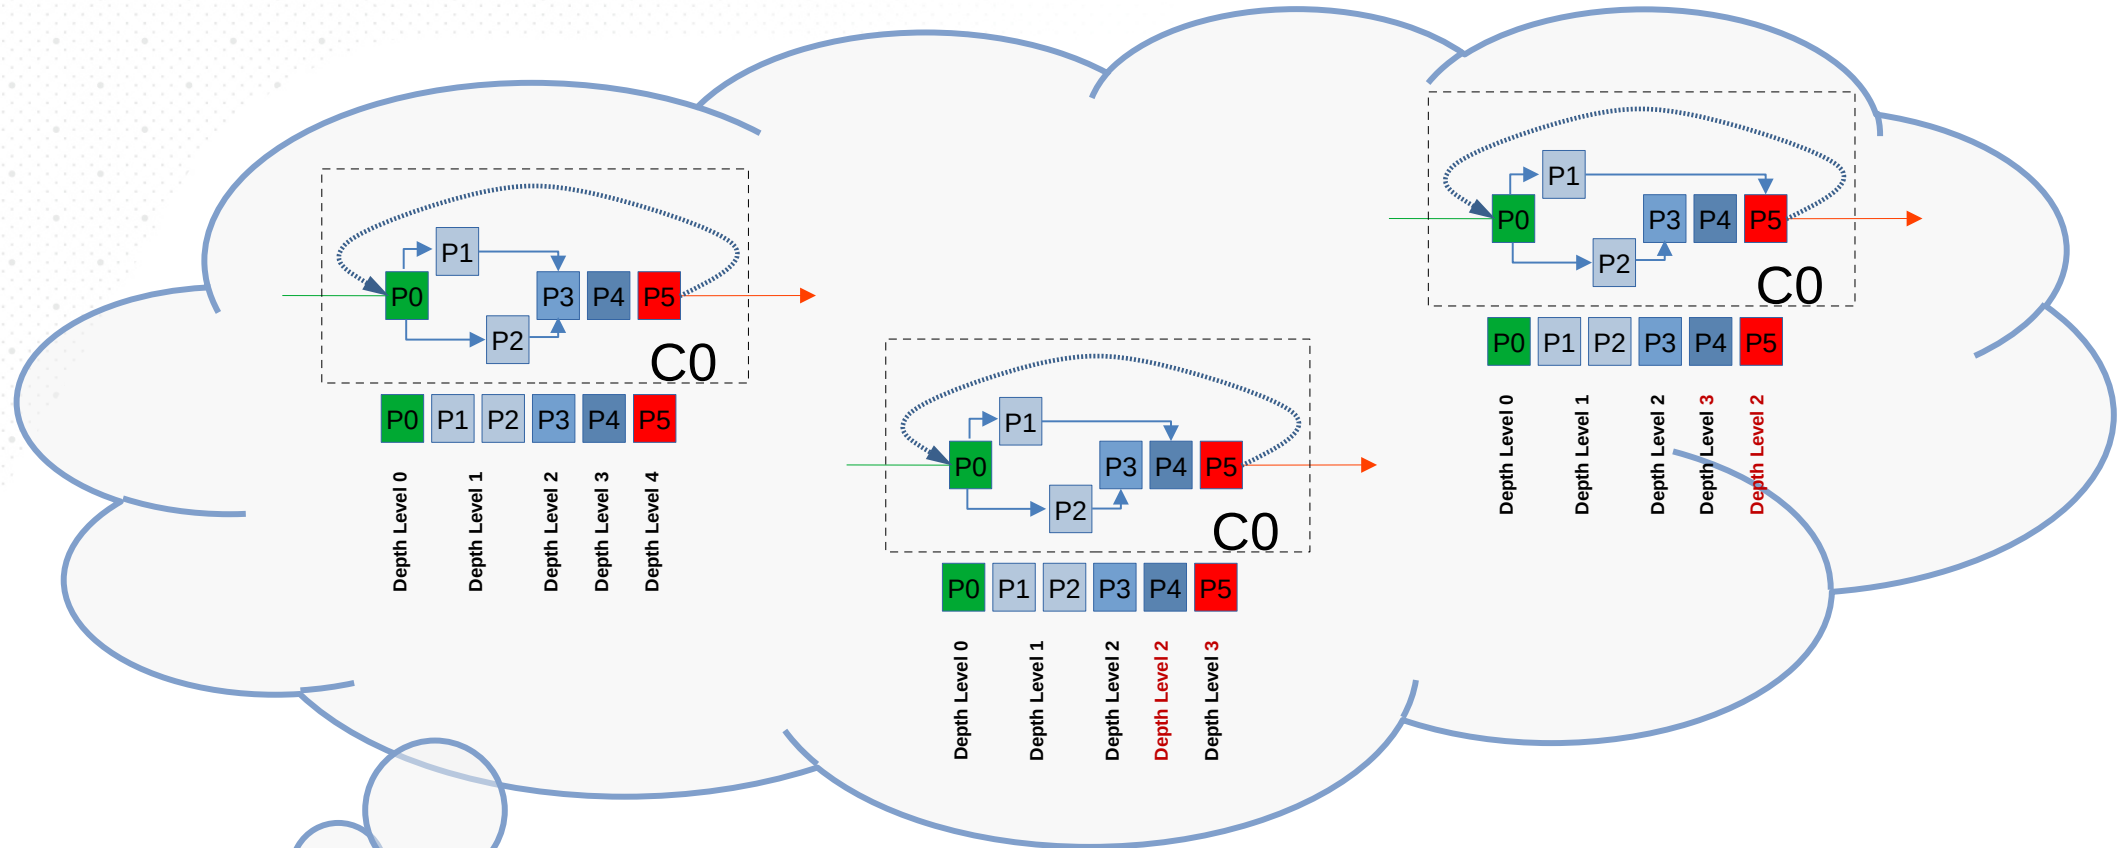 P1
P0 P3 P4 P5
P2
C0
P0 P1 P2 P3 P4 P5
Depth Level 0
Depth Level 1
Depth Level 2
Depth Level 3
Depth Level 4
P1
P0 P3 P4 P5
P2
C0
P0 P1 P2 P3 P4 P5
Depth Level 0
Depth Level 1
Depth Level 2
Depth Level 2
Depth Level 3
P1
P0 P3 P4 P5
P2
C0
P0 P1 P2 P3 P4 P5
Depth Level 0
Depth Level 1
Depth Level 2
Depth Level 3
Depth Level 2